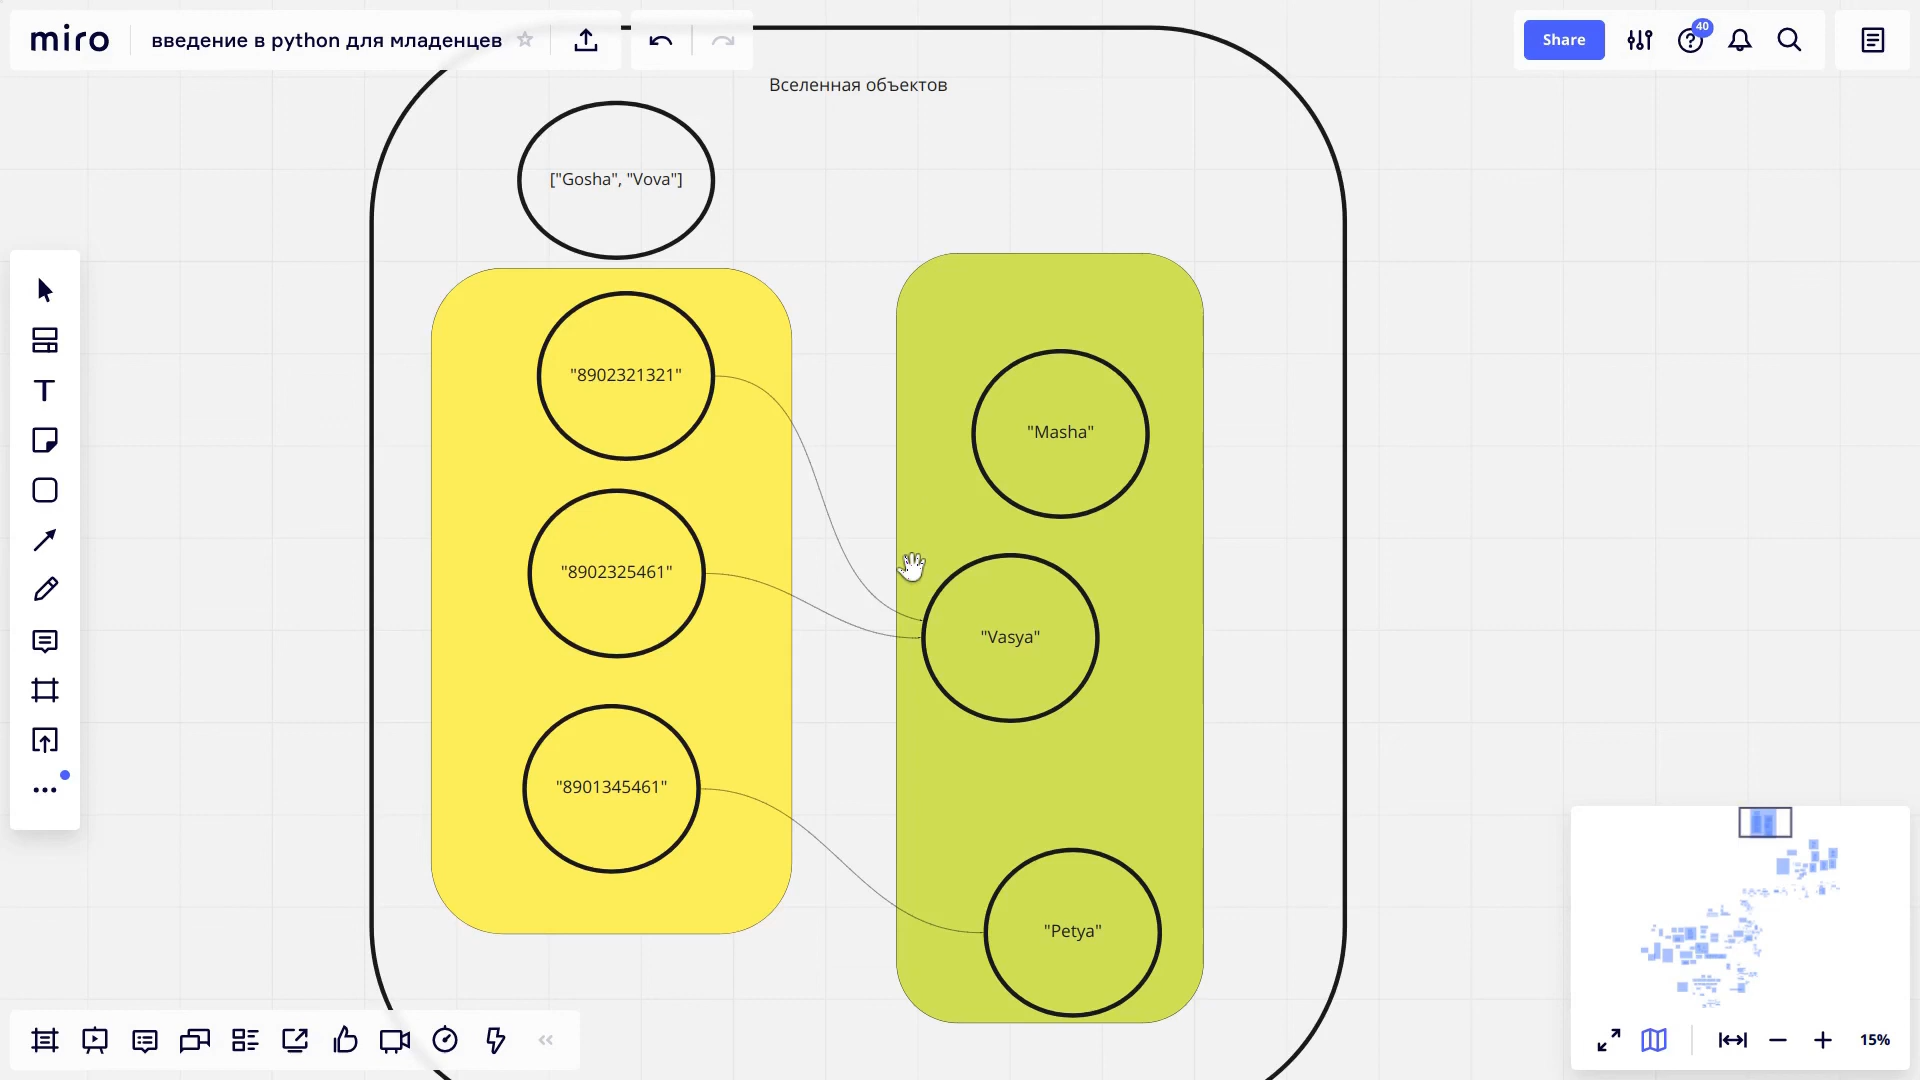 miro
введение в python для младенцев
Share
40
Вселенная объектов
["Gosha", "Vova"]
"8902321321"
"Masha"
"8902325461"
"Vasya"
"8901345461"
"Petya"
15%